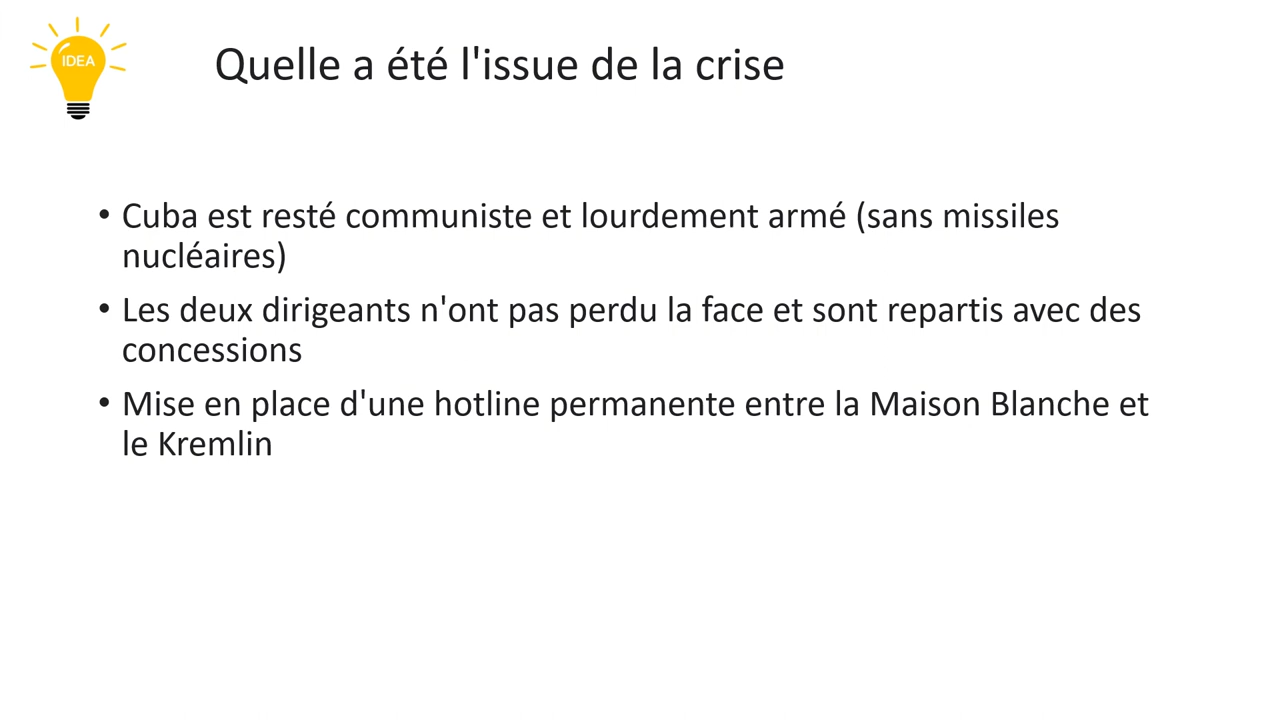 IDEA
Quelle a été l'issue de la crise
• Cuba est resté communiste et lourdement armé (sans missiles
nucléaires)
• Les deux dirigeants n'ont pas perdu la face et sont repartis avec des
concessions
• Mise en place d'une hotline permanente entre la Maison Blanche et
le Kremlin